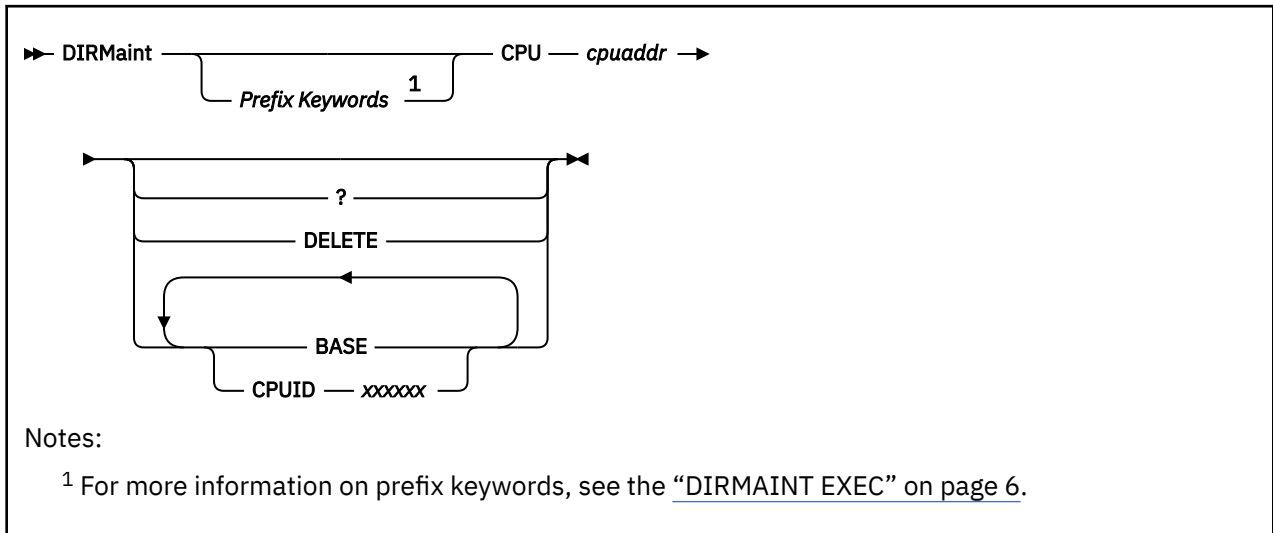 DIRMaint Prefix Keywords 1 CPU cpuaddr
?
DELETE
BASE
CPUID xxxxxx
Notes:
1 For more information on prefix keywords, see the “DIRMAINT EXEC” on page 6.